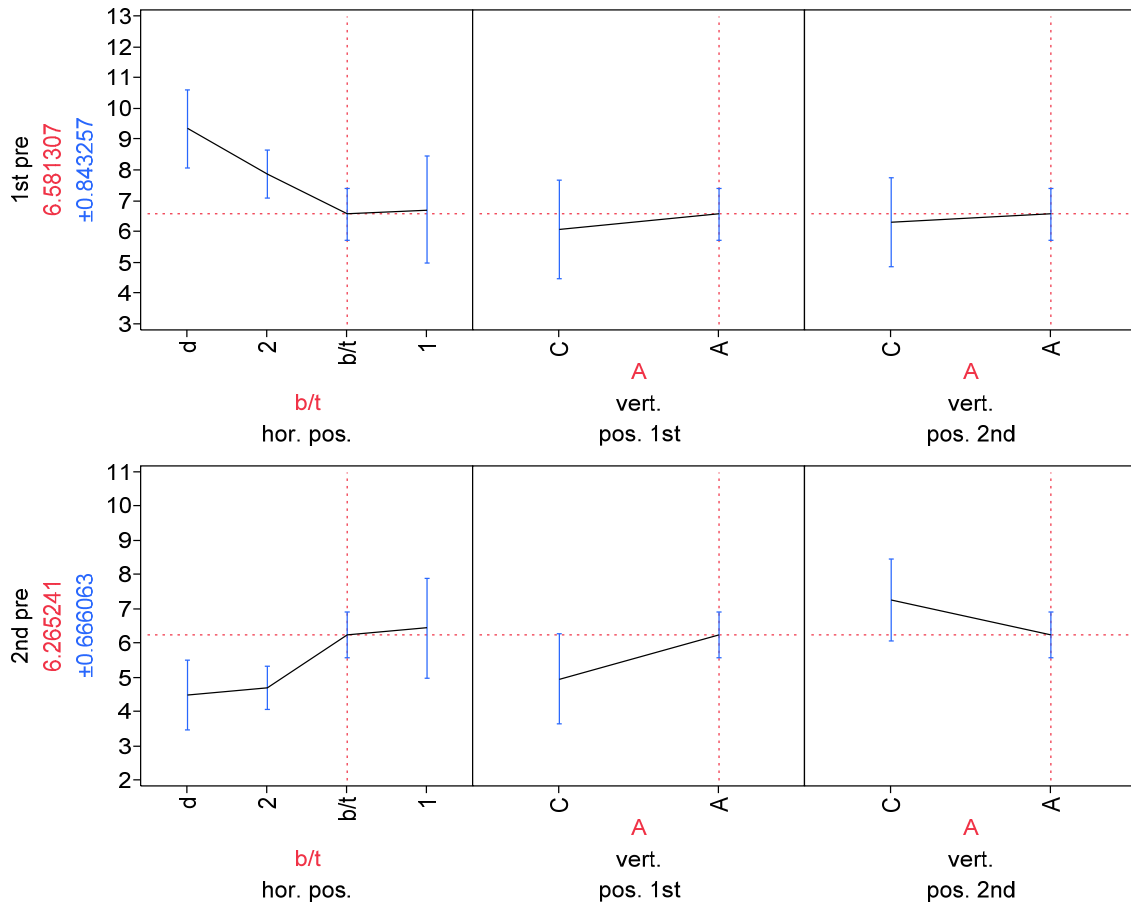 1st pre
6.581307
±0.843257
13
12
11
10
9
8
7
6
5
4
3
d
2
b/t
1
C
A
C
A
b/t
A
A
hor. pos.
vert.
pos. 1st
vert.
pos. 2nd
2nd pre
6.265241
±0.666063
11
10
9
8
7
6
5
4
3
2
d
2
b/t
1
C
A
C
A
b/t
A
A
hor. pos.
vert.
pos. 1st
vert.
pos. 2nd